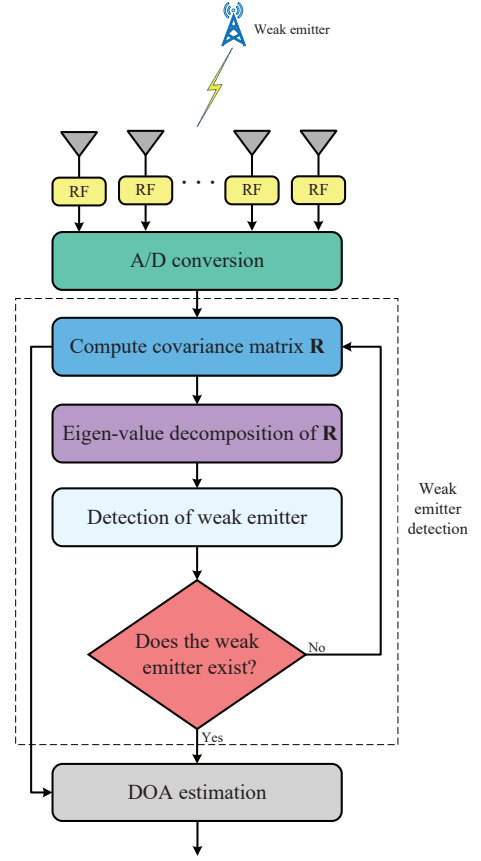 Weak emitter
RF
RF
. . .
RF
RF
A/D conversion
Compute covariance matrix R
Eigen-value decomposition of R
Detection of weak emitter
Weak
emitter
detection
Does the weak
emitter exist?
No
Yes
DOA estimation